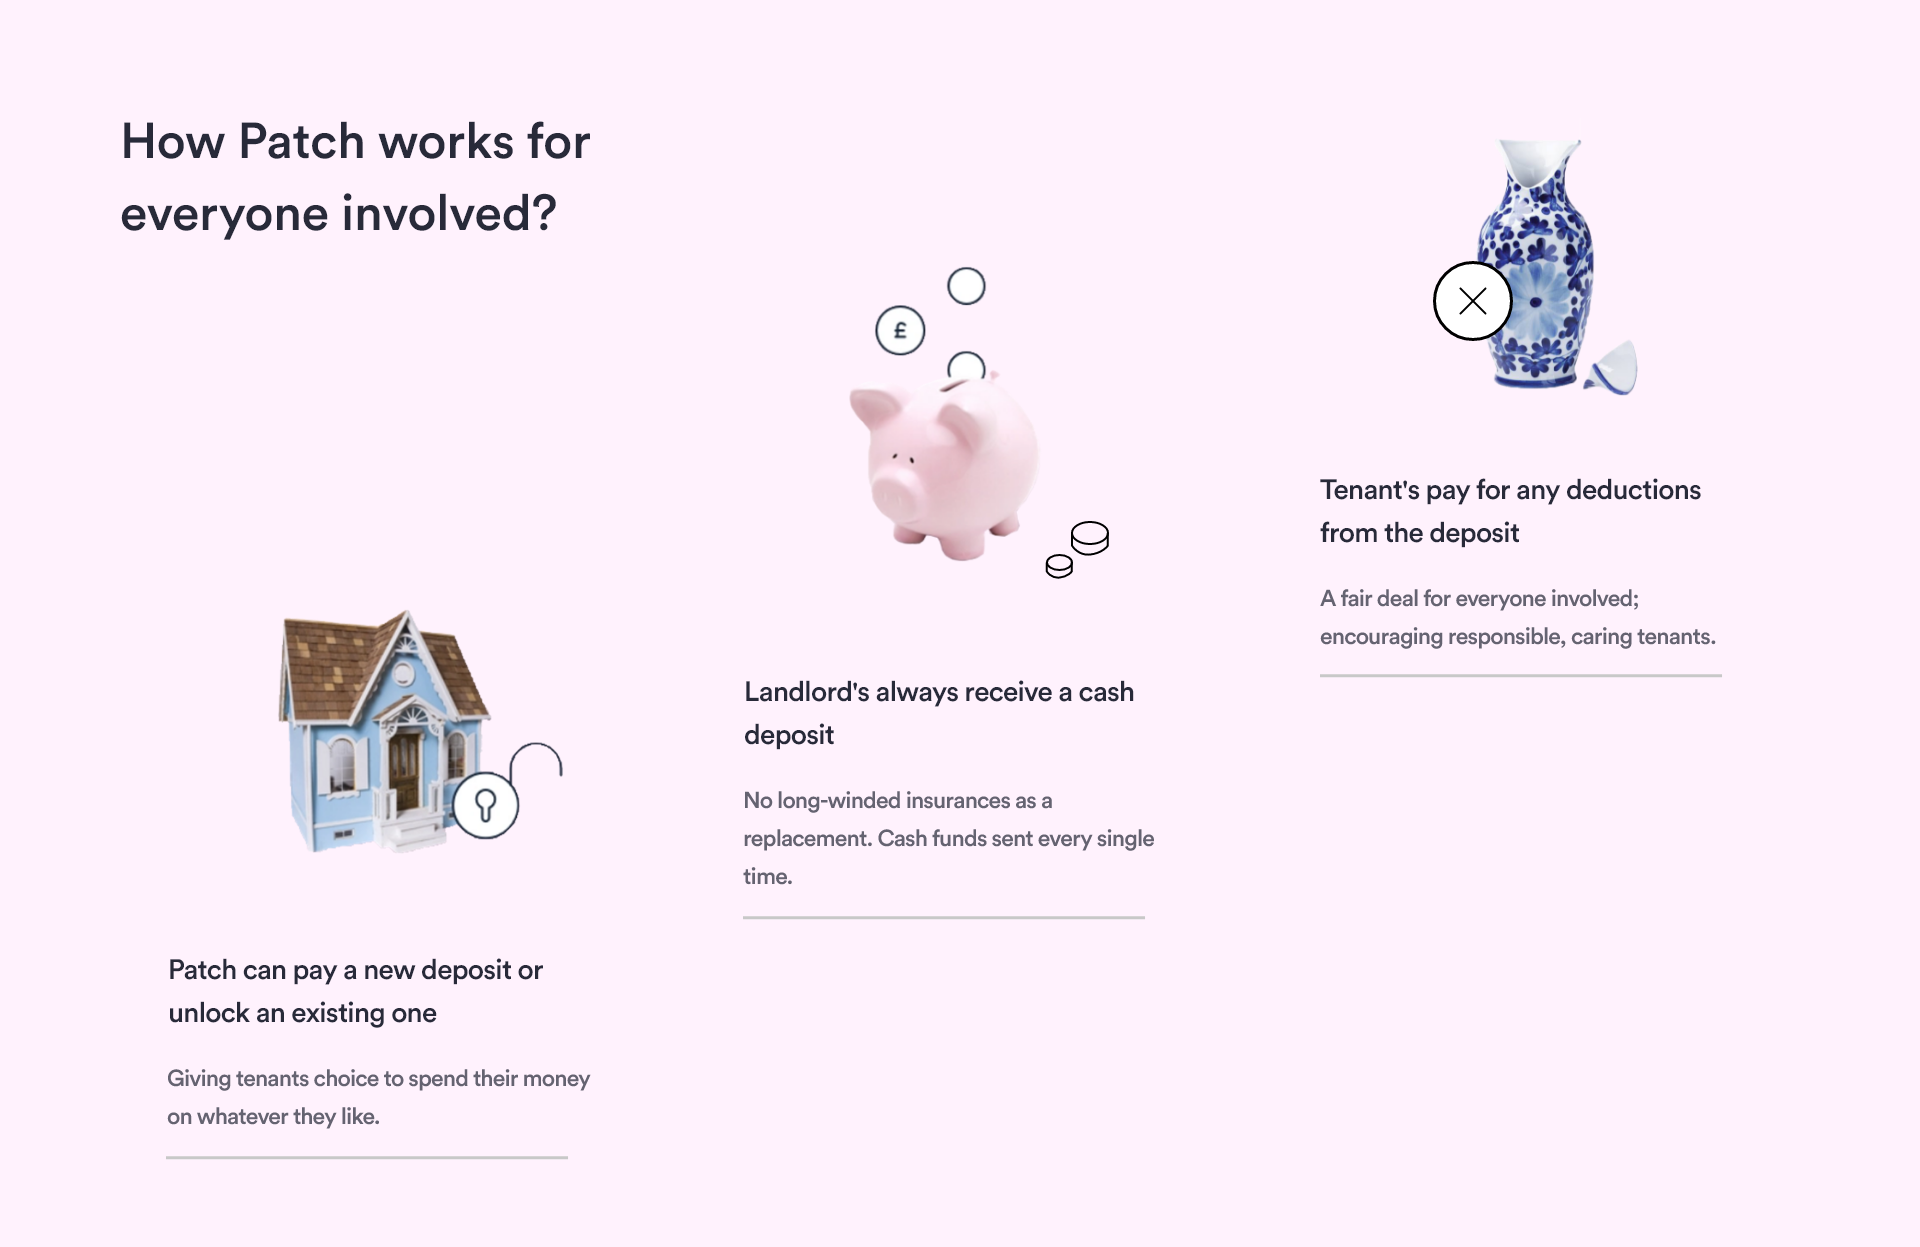 How Patch works for
everyone involved?
£
Patch can pay a new deposit or
unlock an existing one
Giving tenants choice to spend their money
on whatever they like.
Landlord's always receive a cash
deposit
No long-winded insurances as a
replacement. Cash funds sent every single
time.
Tenant's pay for any deductions
from the deposit
A fair deal for everyone involved;
encouraging responsible, caring tenants.